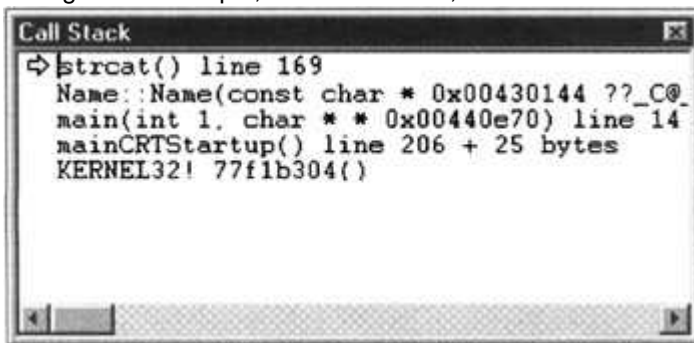 Call Stack
strcat() line 169
Name::Name(const char * 0x00430144 ??_C@_
main(int 1, char * * 0x00440e70) line 14
mainCRTStartup() line 206 + 25 bytes
KERNEL32! 77f1b304()